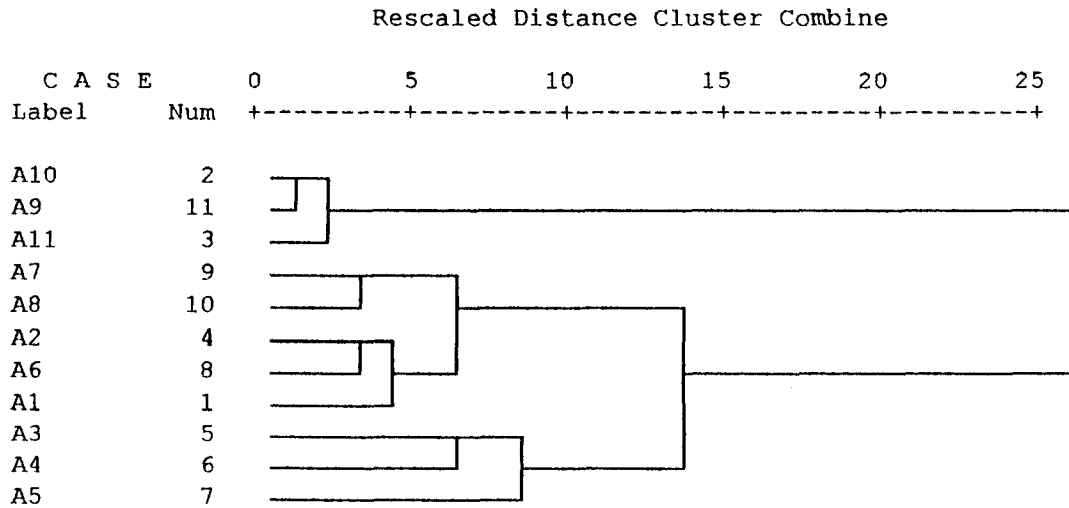 Rescaled Distance Cluster Combine
C A S E 0 5 10 15 20 25
Label Num +---------+---------+---------+---------+---------+
A10 2
A9 11
A11 3
A7 9
A8 10
A2 4
A6 8
A1 1
A3 5
A4 6
A5 7